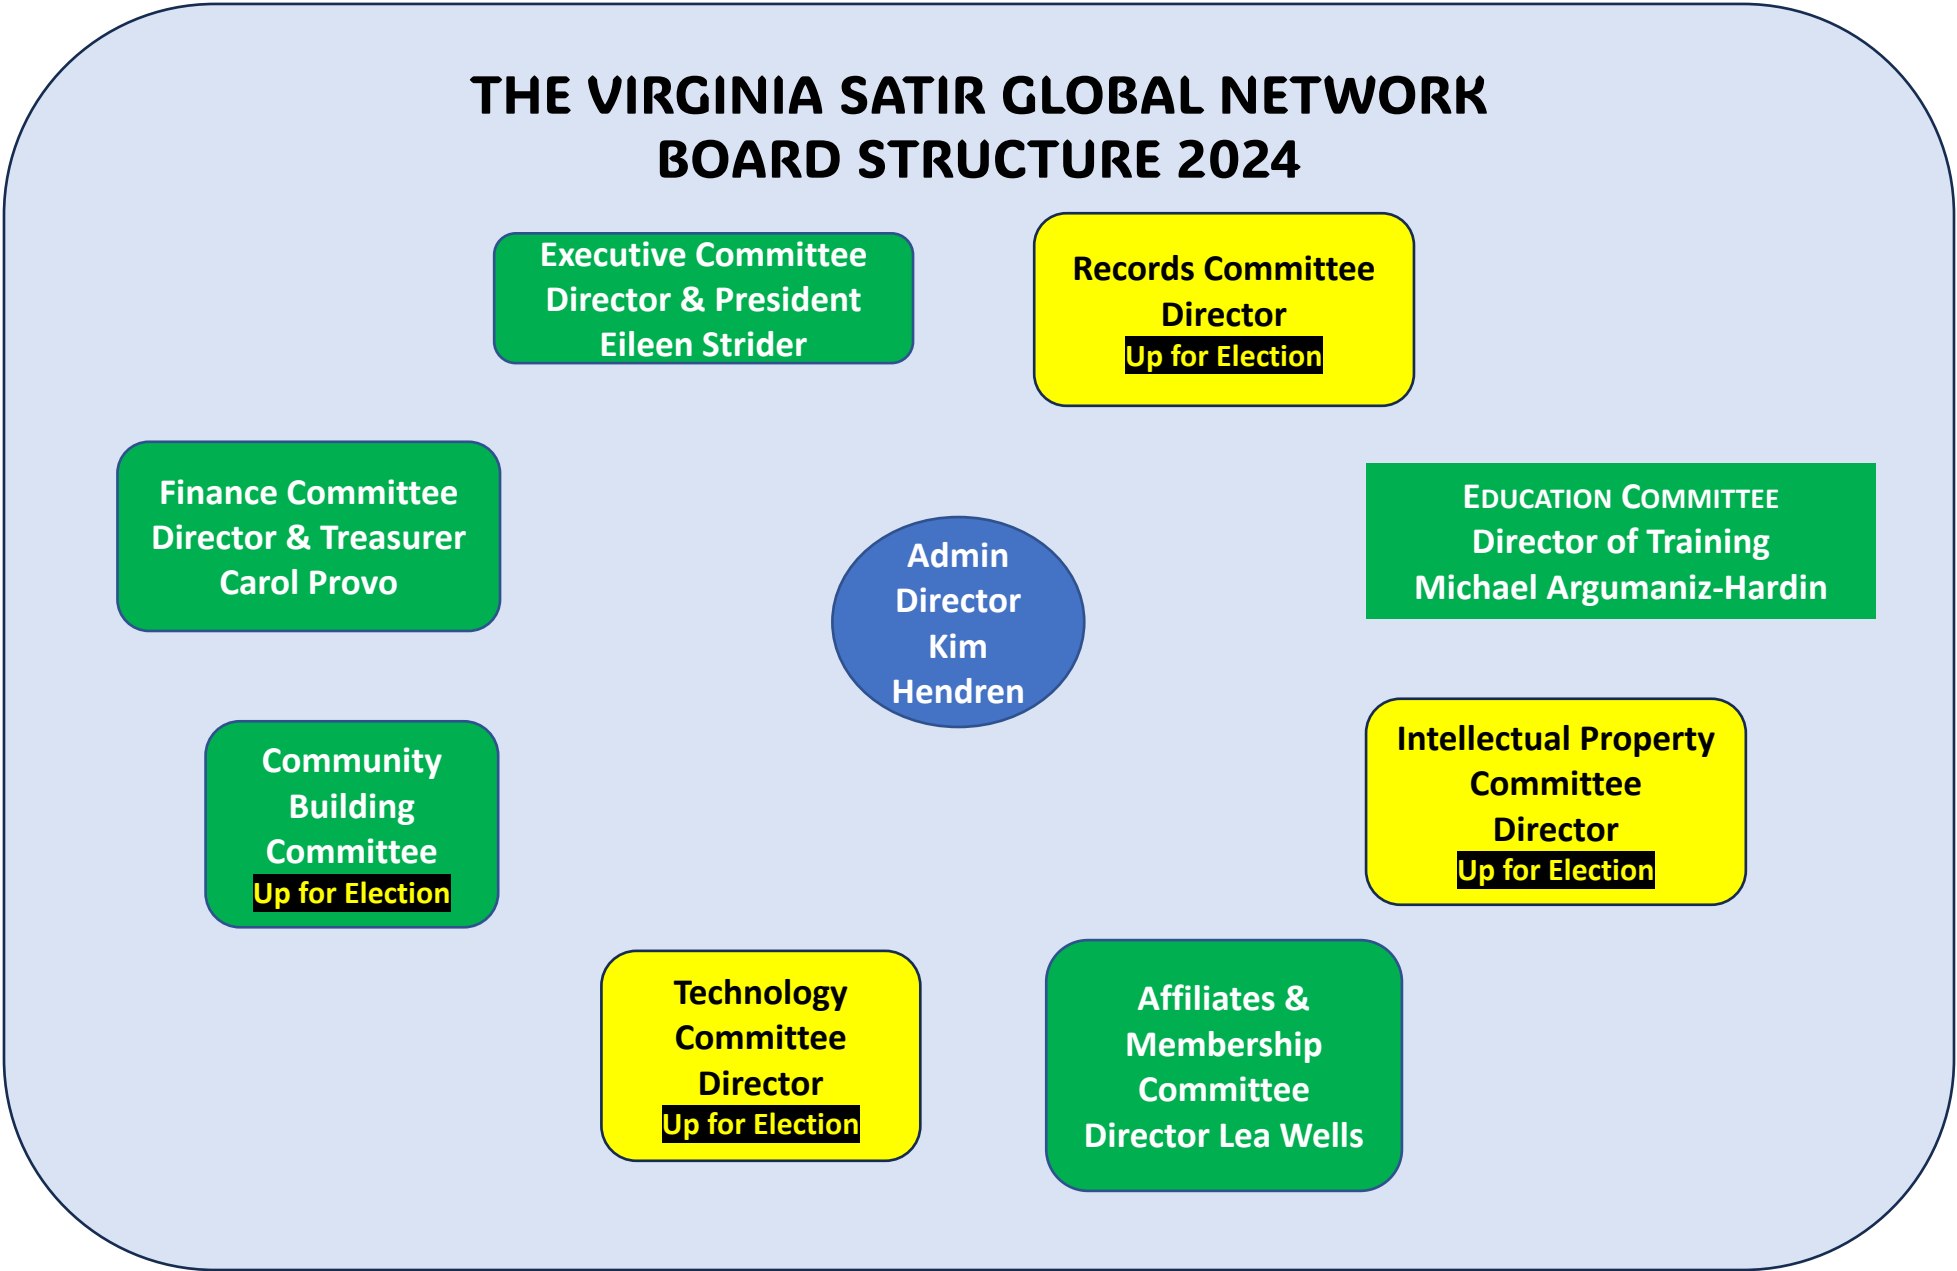 THE VIRGINIA SATIR GLOBAL NETWORK
BOARD STRUCTURE 2024
Executive Committee
Director & President
Eileen Strider
Records Committee
Director
Up for Election
Finance Committee
Director & Treasurer
Carol Provo
EDUCATION COMMITTEE
Director of Training
Michael Argumaniz-Hardin
Admin
Director
Kim
Hendren
Community
Building
Committee
Up for Election
Intellectual Property
Committee
Director
Up for Election
Technology
Committee
Director
Up for Election
Affiliates &
Membership
Committee
Director Lea Wells